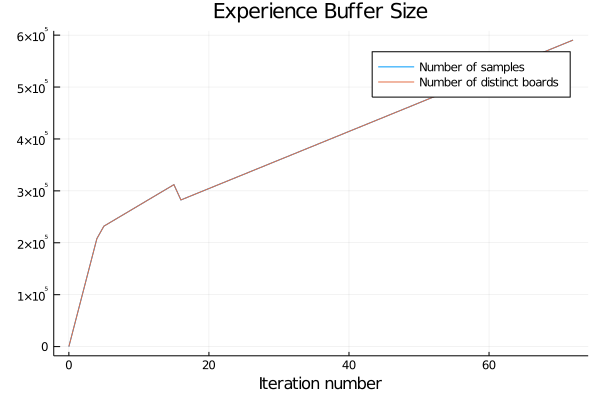 Experience Buffer Size
6×10⁵
5×10⁵
4×10⁵
3×10⁵
2×10⁵
1×10⁵
0
Number of samples
Number of distinct boards
0 20 40 60
Iteration number